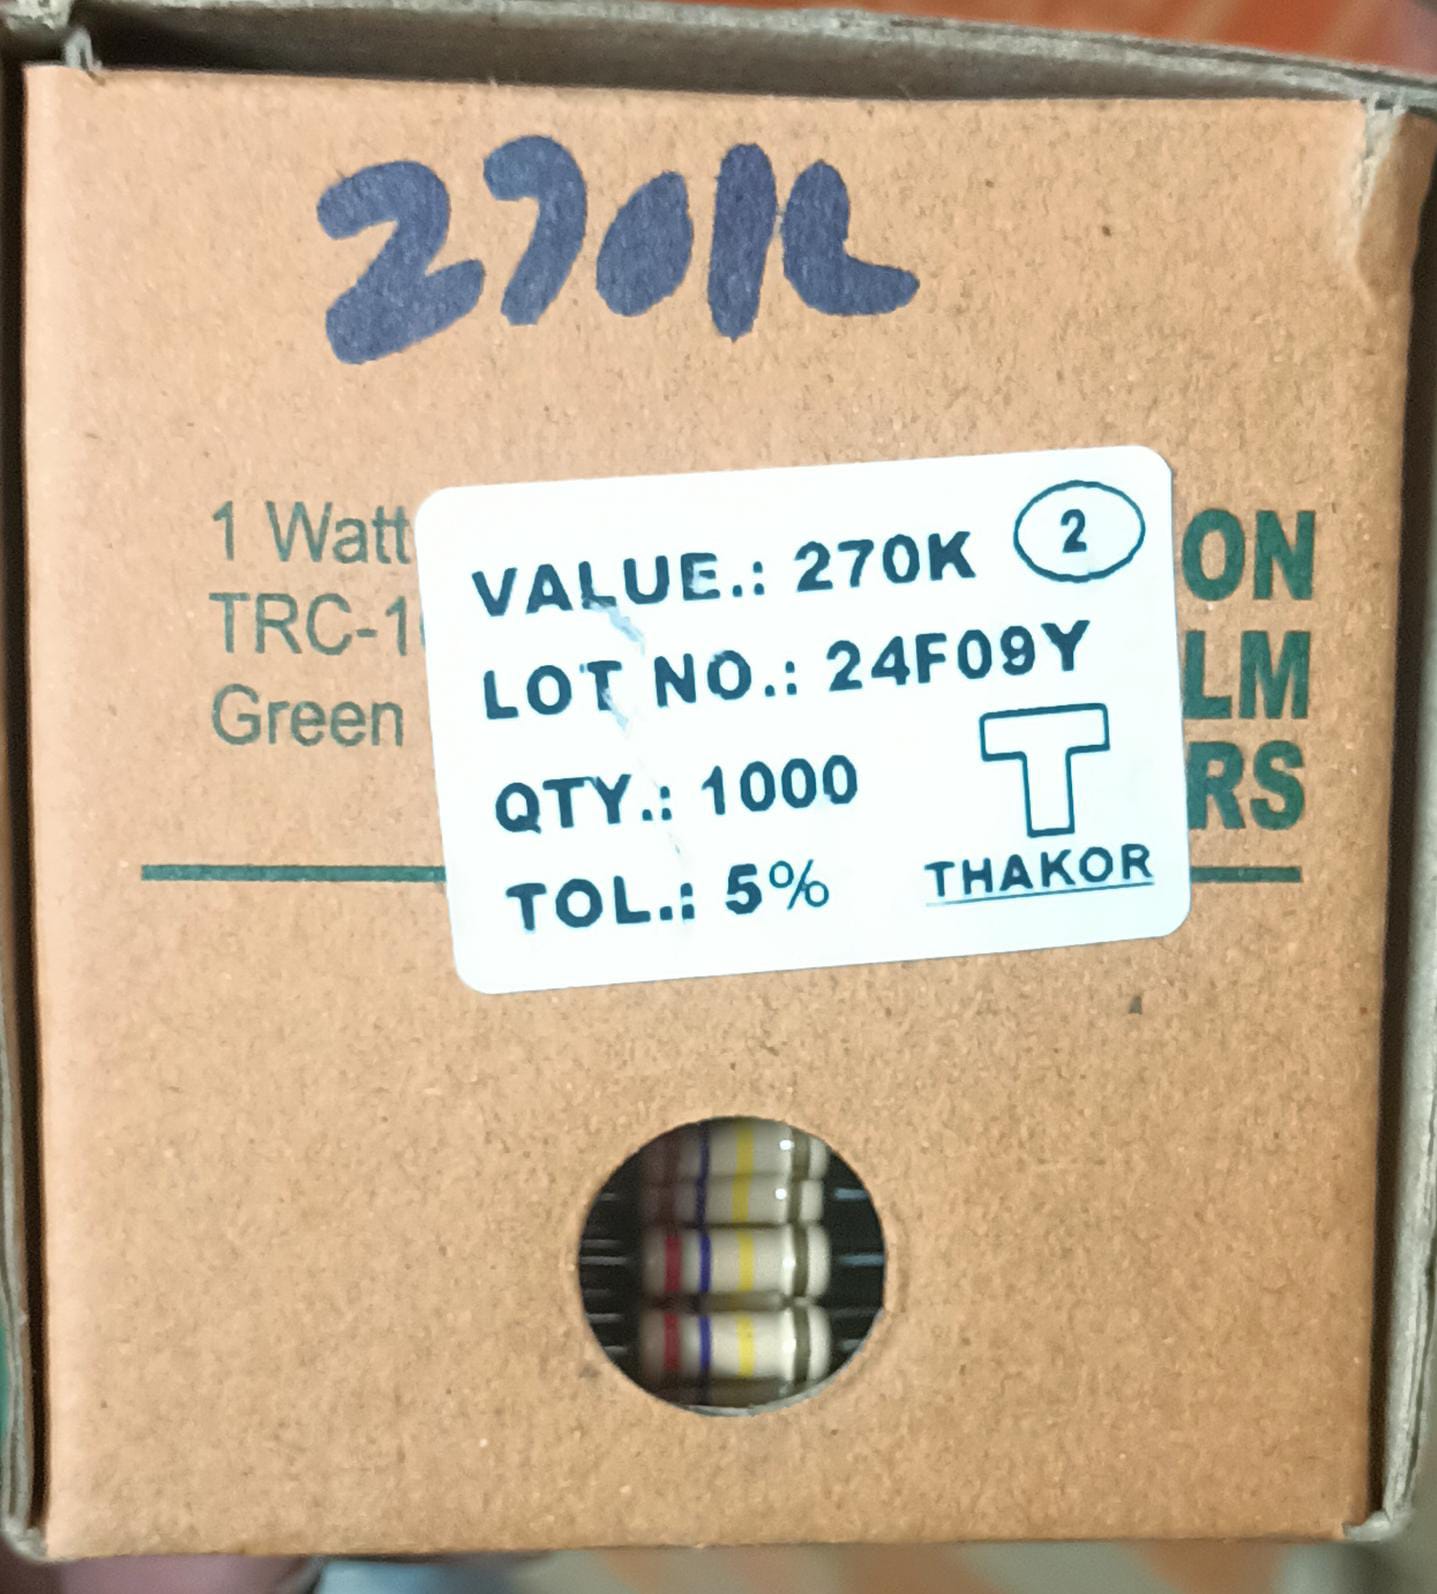 270K
1 Watt
TRC-1
Green
ON
LM
RS
VALUE.: 270K 2
LOT NO.: 24F09Y
QTY.: 1000
TOL.: 5%
T
THAKOR